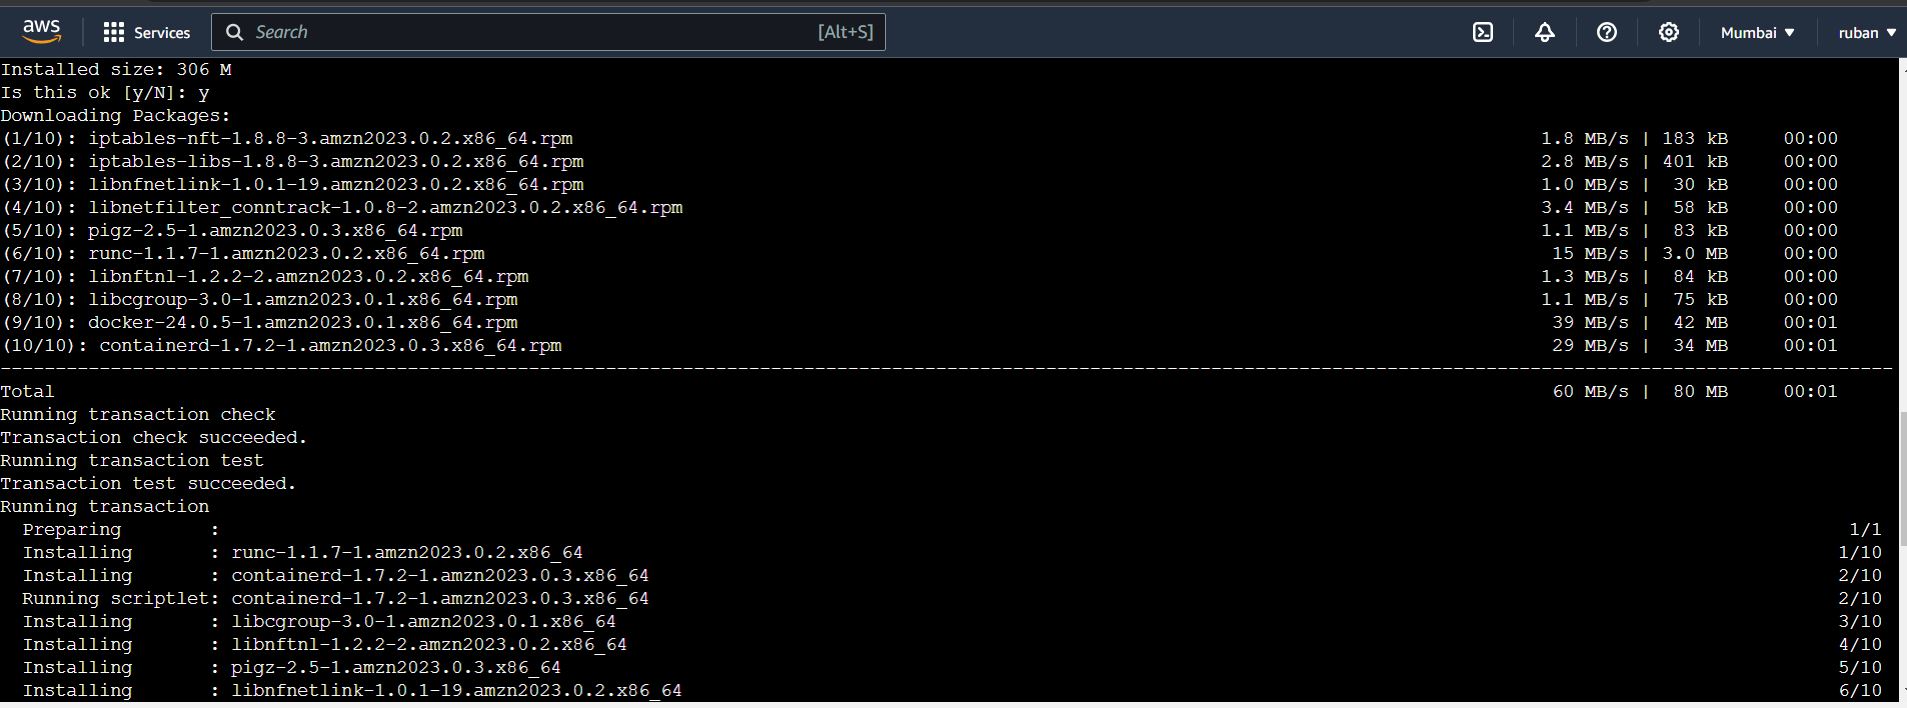 aws Services Search [Alt+S] Mumbai ▼ ruban ▼
Installed size: 306 M
Is this ok [y/N]: y
Downloading Packages:
(1/10): iptables-nft-1.8.8-3.amzn2023.0.2.x86_64.rpm 1.8 MB/s | 183 kB 00:00
(2/10): iptables-libs-1.8.8-3.amzn2023.0.2.x86_64.rpm 2.8 MB/s | 401 kB 00:00
(3/10): libnfnetlink-1.0.1-19.amzn2023.0.2.x86_64.rpm 1.0 MB/s | 30 kB 00:00
(4/10): libnetfilter_conntrack-1.0.8-2.amzn2023.0.2.x86_64.rpm 3.4 MB/s | 58 kB 00:00
(5/10): pigz-2.5-1.amzn2023.0.3.x86_64.rpm 1.1 MB/s | 83 kB 00:00
(6/10): runc-1.1.7-1.amzn2023.0.2.x86_64.rpm 15 MB/s | 3.0 MB 00:00
(7/10): libnftnl-1.2.2-2.amzn2023.0.2.x86_64.rpm 1.3 MB/s | 84 kB 00:00
(8/10): libcgroup-3.0-1.amzn2023.0.1.x86_64.rpm 1.1 MB/s | 75 kB 00:00
(9/10): docker-24.0.5-1.amzn2023.0.1.x86_64.rpm 39 MB/s | 42 MB 00:01
(10/10): containerd-1.7.2-1.amzn2023.0.3.x86_64.rpm 29 MB/s | 34 MB 00:01
--------------------------------------------------------------------------------
Total 60 MB/s | 80 MB 00:01
Running transaction check
Transaction check succeeded.
Running transaction test
Transaction test succeeded.
Running transaction
Preparing : 1/1
Installing : runc-1.1.7-1.amzn2023.0.2.x86_64 1/10
Installing : containerd-1.7.2-1.amzn2023.0.3.x86_64 2/10
Running scriptlet: containerd-1.7.2-1.amzn2023.0.3.x86_64 2/10
Installing : libcgroup-3.0-1.amzn2023.0.1.x86_64 3/10
Installing : libnftnl-1.2.2-2.amzn2023.0.2.x86_64 4/10
Installing : pigz-2.5-1.amzn2023.0.3.x86_64 5/10
Installing : libnfnetlink-1.0.1-19.amzn2023.0.2.x86_64 6/10